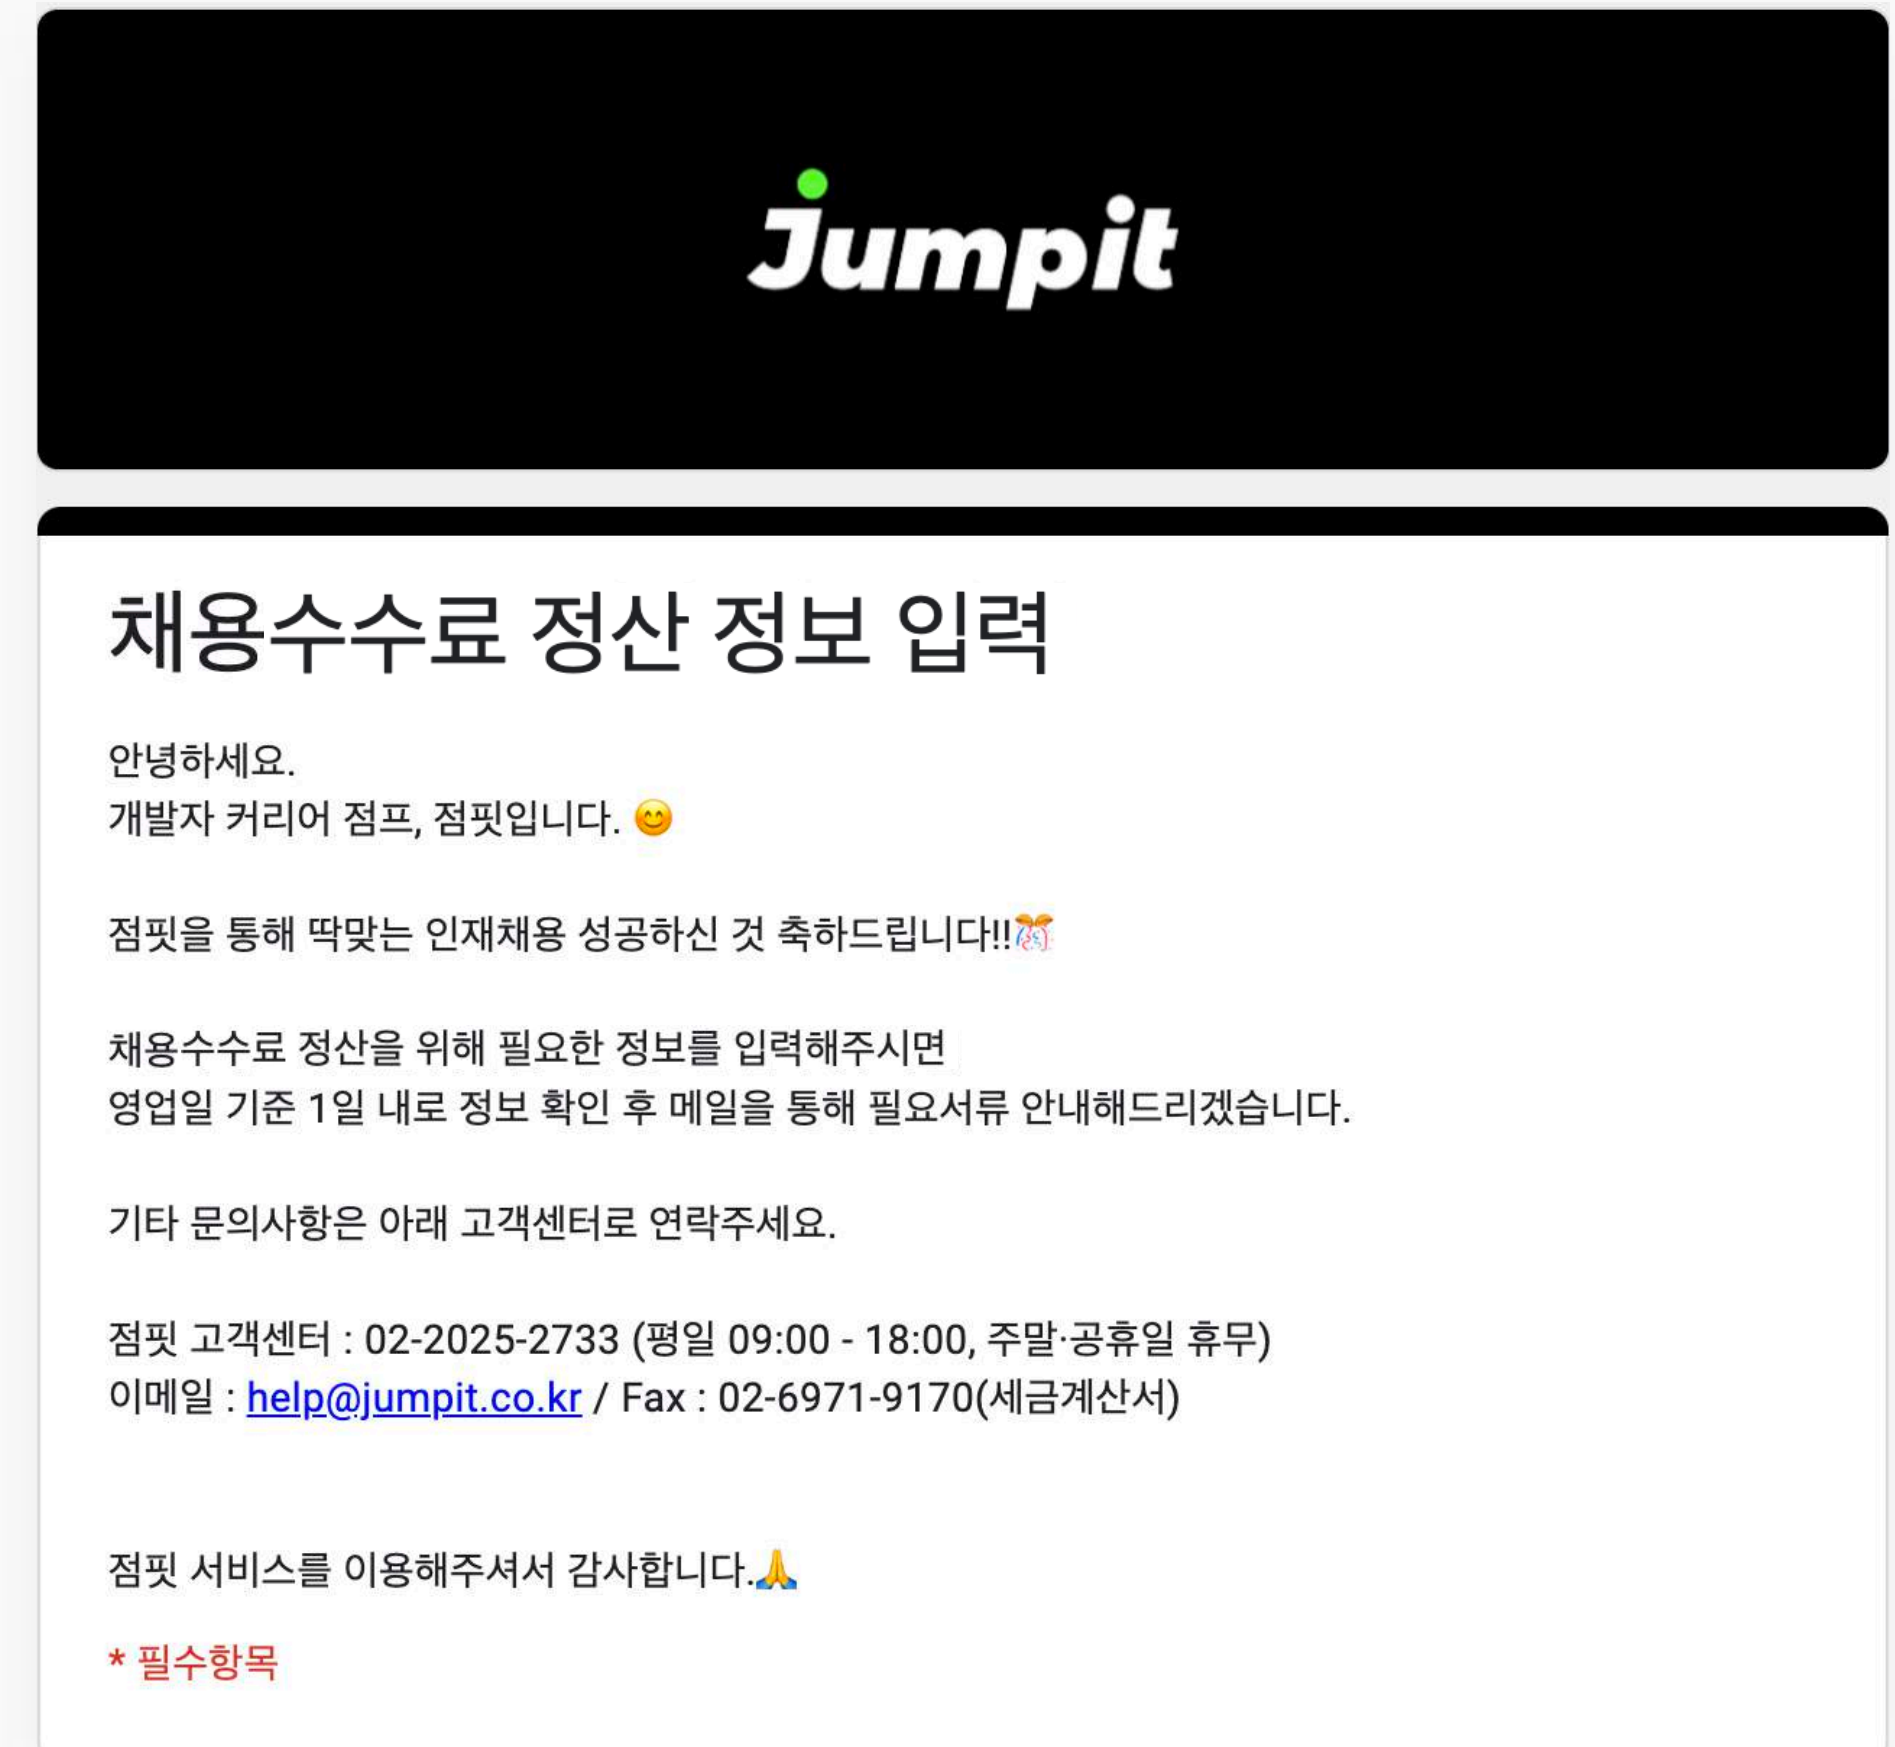 Jumpit
채용수수료 정산 정보 입력
안녕하세요.
개발자 커리어 점프, 점핏입니다. 😊
점핏을 통해 딱맞는 인재채용 성공하신 것 축하드립니다!!🎊
채용수수료 정산을 위해 필요한 정보를 입력해주시면
영업일 기준 1일 내로 정보 확인 후 메일을 통해 필요서류 안내해드리겠습니다.
기타 문의사항은 아래 고객센터로 연락주세요.
점핏 고객센터 : 02-2025-2733 (평일 09:00 - 18:00, 주말·공휴일 휴무)
이메일 : help@jumpit.co.kr / Fax : 02-6971-9170(세금계산서)
점핏 서비스를 이용해주셔서 감사합니다.🙏
* 필수항목